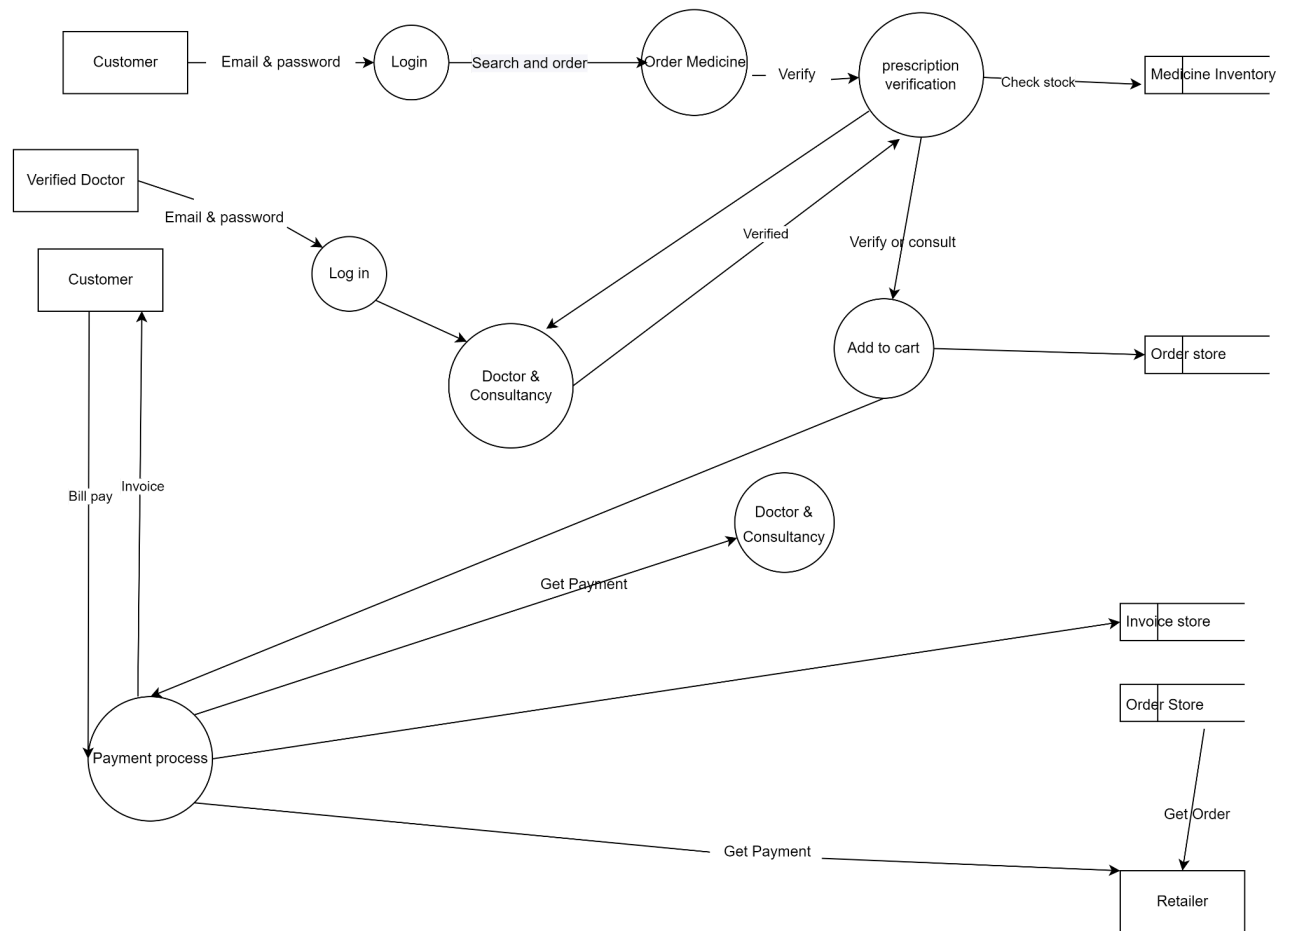 Customer
Email & password
Login
Search and order
Order Medicine
Verify
prescription
verification
Check stock
Medicine Inventory
Verified Doctor
Email & password
Log in
Customer
Verified
Verify or consult
Doctor &
Consultancy
Add to cart
Order store
Bill pay
Invoice
Doctor &
Consultancy
Get Payment
Invoice store
Order Store
Payment process
Get Order
Get Payment
Retailer